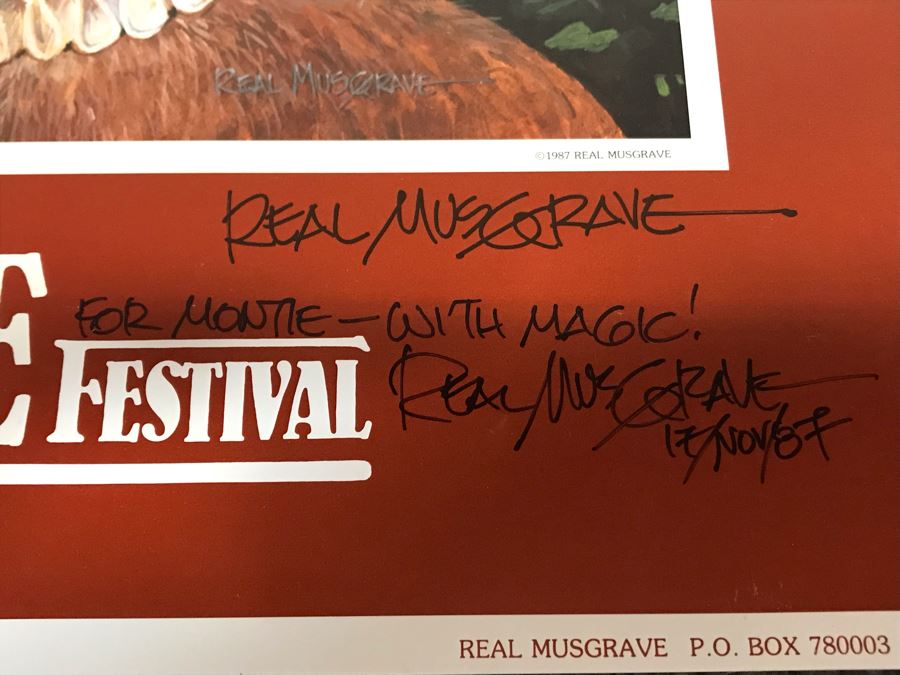 REAL MUSGRAVE
©1987 REAL MUSGRAVE
REAL MUSGRAVE
FOR MONTIE — WITH MAGIC!
E FESTIVAL
REAL MUSGRAVE
17/NOV/87
REAL MUSGRAVE P.O. BOX 780003